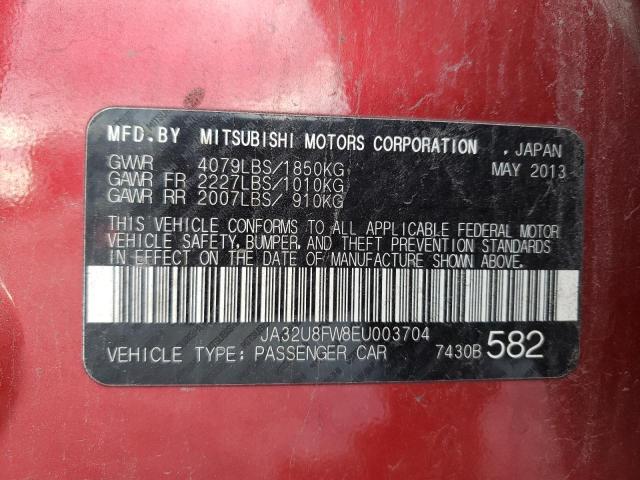 MFD.BY MITSUBISHI MOTORS CORPORATION . JAPAN
GVWR 4079LBS/1850KG MAY 2013
GAWR FR 2227LBS/1010KG
GAWR RR 2007LBS/ 910KG
THIS VEHICLE CONFORMS TO ALL APPLICABLE FEDERAL MOTOR
VEHICLE SAFETY, BUMPER, AND THEFT PREVENTION STANDARDS
IN EFFECT ON THE DATE OF MANUFACTURE SHOWN ABOVE.
JA32U8FW8EU003704
VEHICLE TYPE: PASSENGER CAR 7430B 582